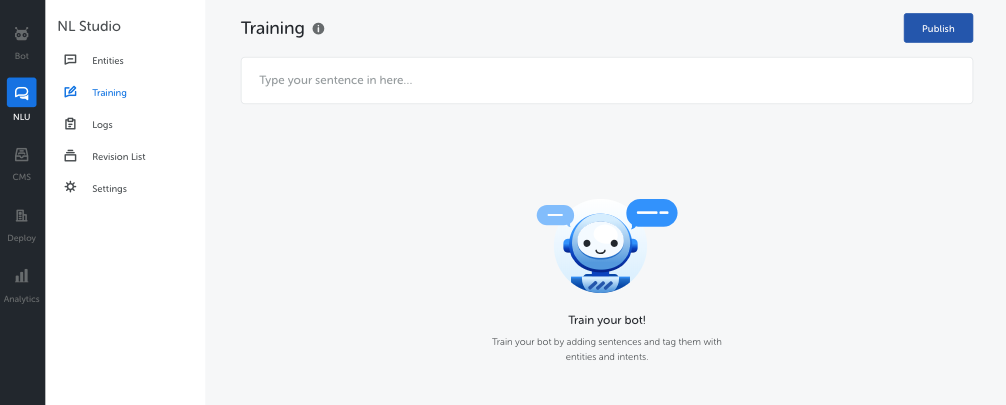 Bot
NLU
CMS
Deploy
Analytics
NL Studio
Entities
Training
Logs
Revision List
Settings
Training
Publish
Type your sentence in here...
Train your bot!
Train your bot by adding sentences and tag them with
entities and intents.